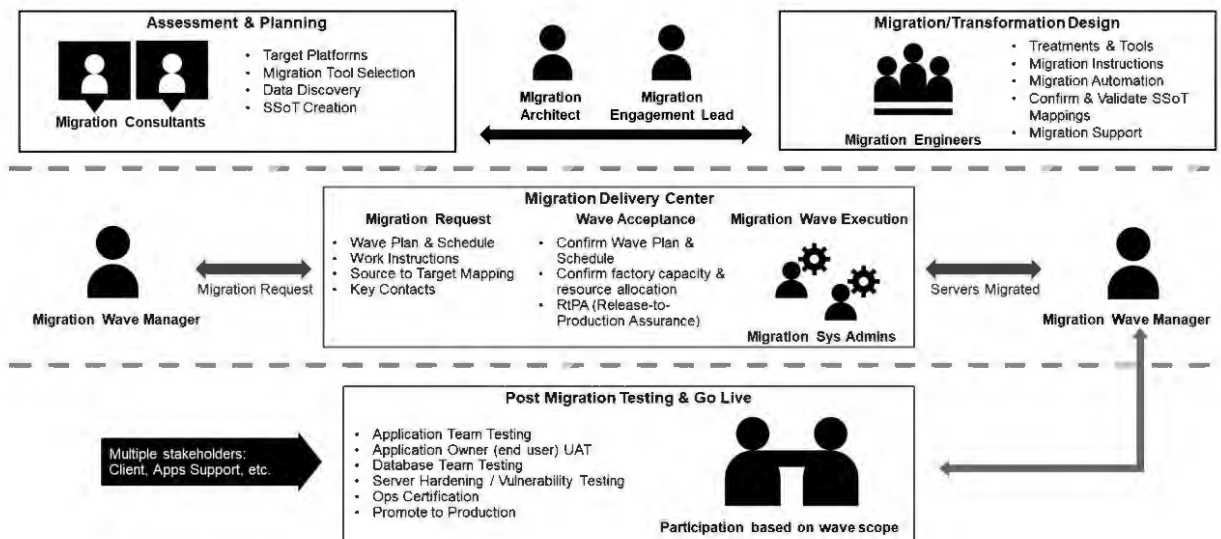 Assessment & Planning
Target Platforms
Migration Tool Selection
Data Discovery
SSoT Creation
Migration Consultants
Migration
Architect
Migration
Engagement Lead
Migration/Transformation Design
Treatments & Tools
Migration Instructions
Migration Automation
Confirm & Validate SSoT
Mappings
Migration Support
Migration Engineers
Migration Delivery Center
Migration Request
Wave Plan & Schedule
Work Instructions
Source to Target Mapping
Key Contacts
Wave Acceptance
Confirm Wave Plan &
Schedule
Confirm factory capacity &
resource allocation
RtPA (Release-to-
Production Assurance)
Migration Wave Execution
Migration Sys Admins
Migration Request
Migration Wave Manager
Servers Migrated
Migration Wave Manager
Post Migration Testing & Go Live
Multiple stakeholders:
Client, Apps Support, etc.
Application Team Testing
Application Owner (end user) UAT
Database Team Testing
Server Hardening / Vulnerability Testing
Ops Certification
Promote to Production
Participation based on wave scope